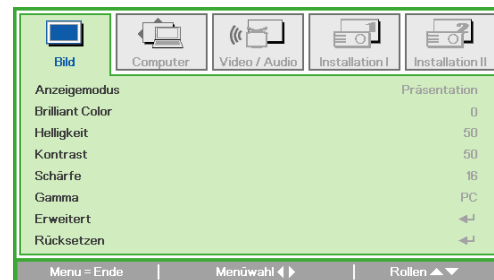 Bild Computer Video / Audio Installation I Installation II
Anzeigemodus Präsentation
Brilliant Color 0
Helligkeit 50
Kontrast 50
Schärfe 16
Gamma PC
Erweitert
Rücksetzen
Menu = Ende Menüwahl Rollen